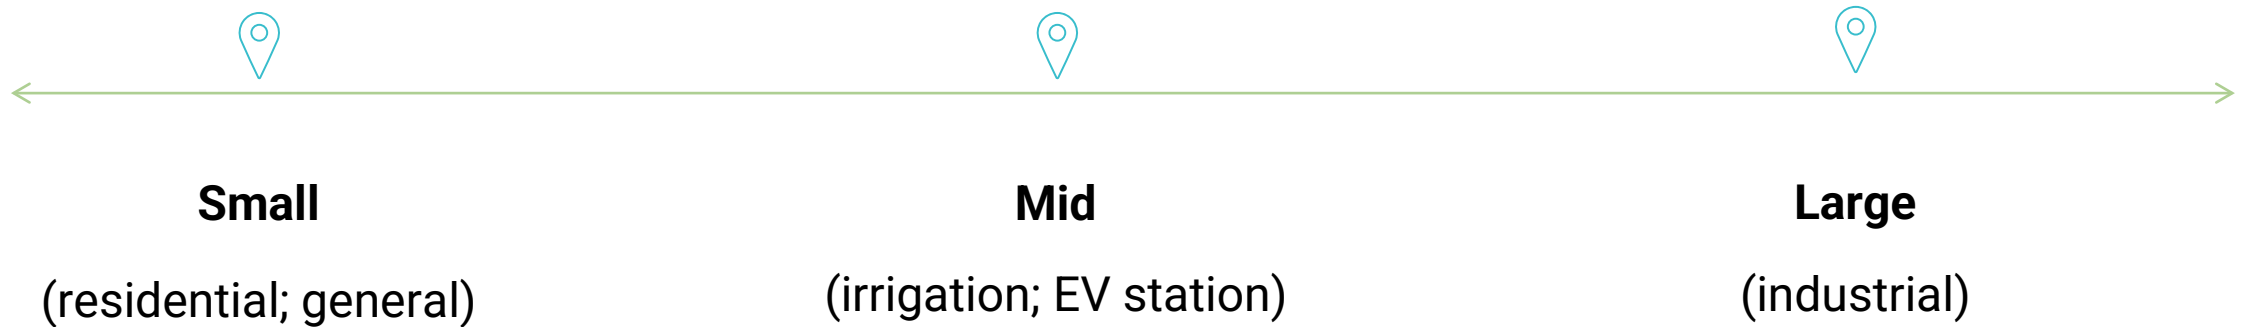 Small
(residential; general)
Mid
(irrigation; EV station)
Large
(industrial)